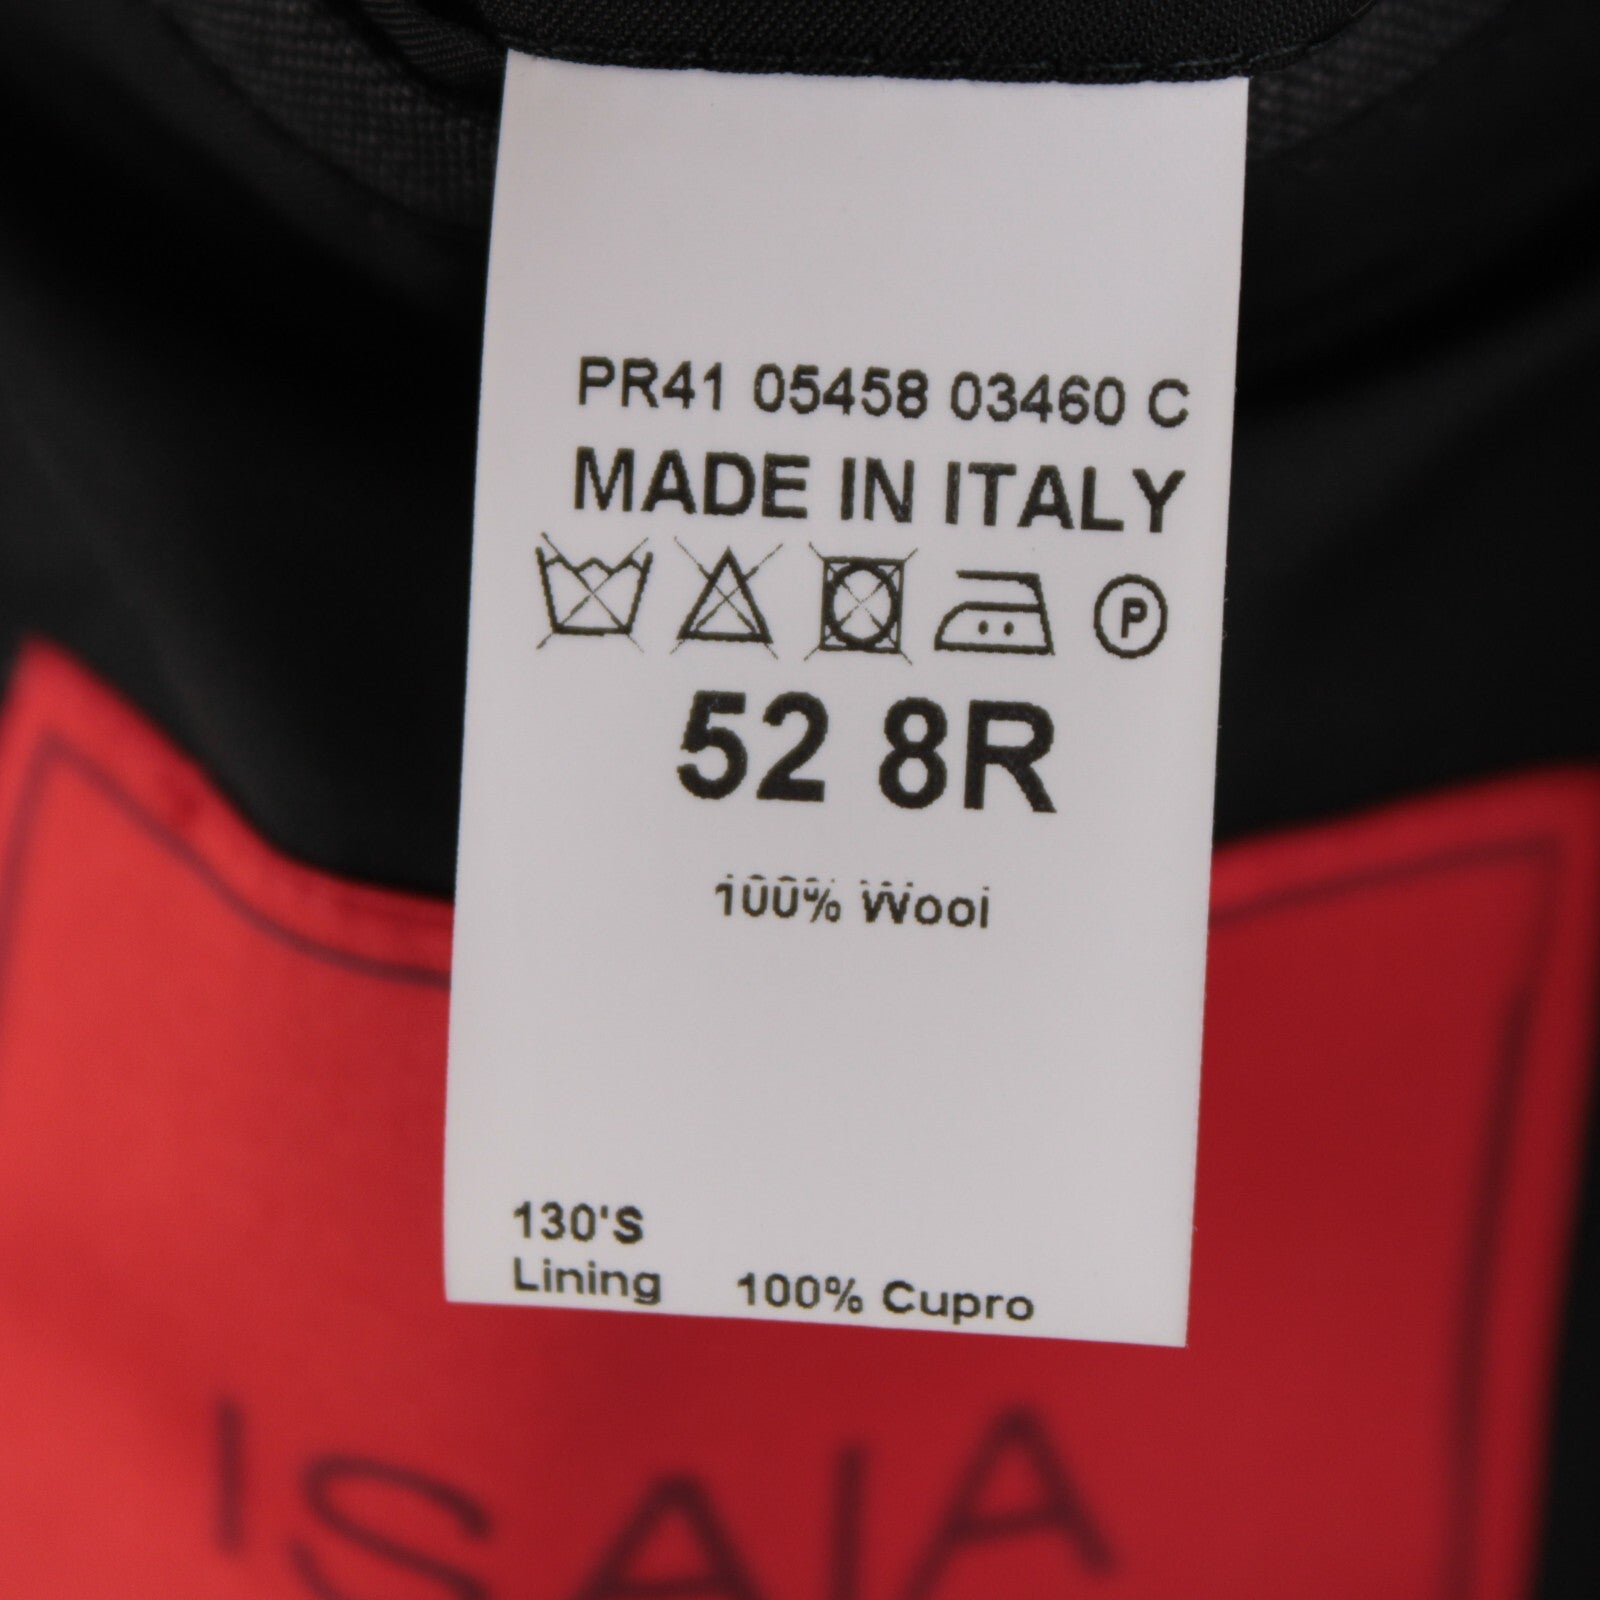 PR41 05458 03460 C
MADE IN ITALY
P
52 8R
100% Wool
130'S
Lining 100% Cupro
ISAIA